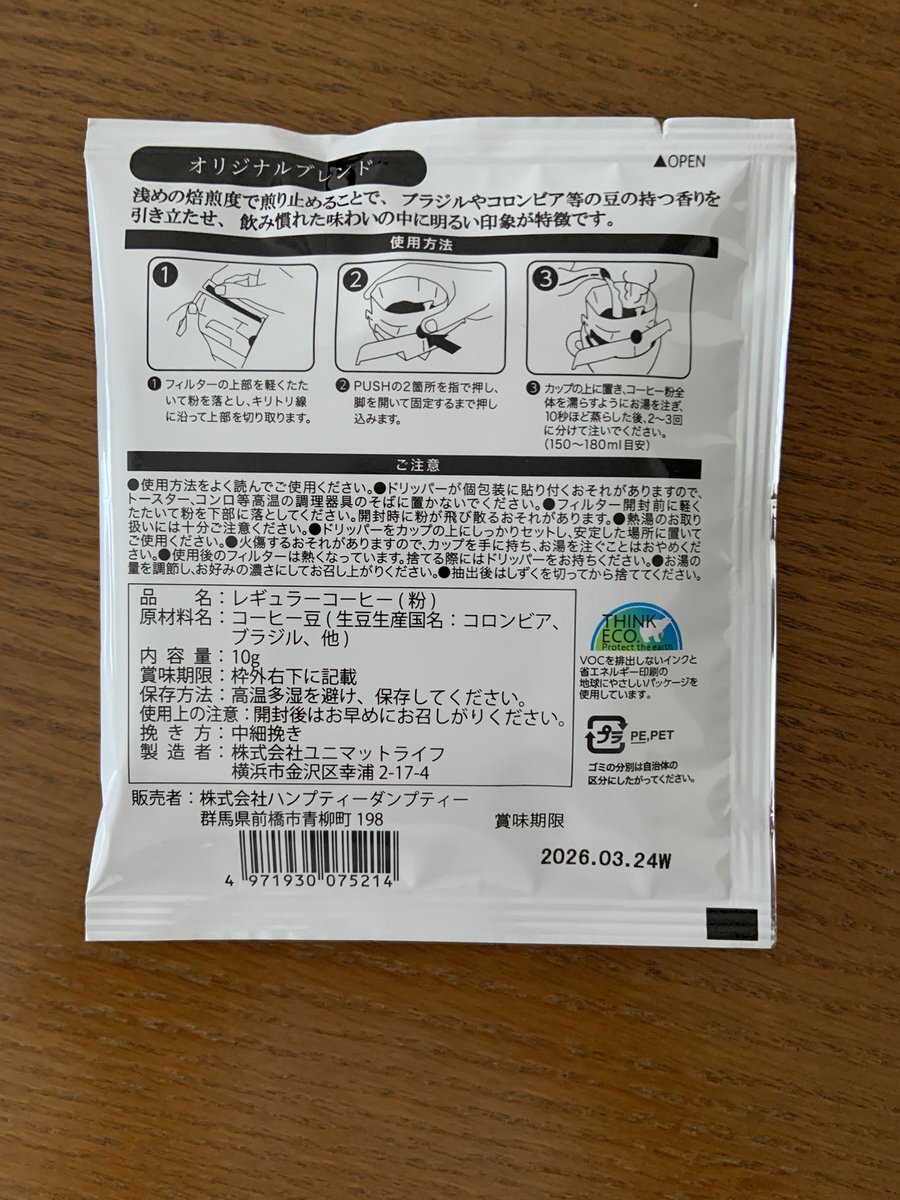 オリジナルブレンド
▲OPEN
浅めの焙煎度で煎り止めることで、ブラジルやコロンビア等の豆の持つ香りを
引き立たせ、飲み慣れた味わいの中に明るい印象が特徴です。
使用方法
1
2
3
❶ フィルターの上部を軽くたた
いて粉を落とし、キリトリ線
に沿って上部を切り取ります。
❷ PUSHの2箇所を指で押し、
脚を開いて固定するまで押し
込みます。
❸ カップの上に置き、コーヒー粉全
体を濡らすようにお湯を注ぎ、
10秒ほど蒸らした後、2〜3回
に分けて注いでください。
(150〜180ml目安)
ご注意
●使用方法をよく読んでご使用ください。●ドリッパーが個包装に貼り付くおそれがありますので、
トースター、コンロ等高温の調理器具のそばに置かないでください。●フィルター開封前に軽く
たたいて粉を下部に落としてください。開封時に粉が飛び散るおそれがあります。●熱湯のお取り
扱いには十分ご注意ください。●ドリッパーをカップの上にしっかりセットし、安定した場所に置いて
ご使用ください。●火傷するおそれがありますので、カップを手に持ち、お湯を注ぐことはおやめくだ
さい。●使用後のフィルターは熱くなっています。捨てる際にはドリッパーをお持ちください。●お湯の
量を調節し、お好みの濃さにしてお召し上がりください。●抽出後はしずくを切ってから捨ててください。
品名：レギュラーコーヒー(粉)
原材料名：コーヒー豆(生豆生産国名：コロンビア、
ブラジル、他)
内容量：10g
賞味期限：枠外右下に記載
保存方法：高温多湿を避け、保存してください。
使用上の注意：開封後はお早めにお召しがりください。
挽き方：中細挽き
製造者：株式会社ユニマットライフ
横浜市金沢区幸浦2-17-4
THINK
ECO.
Protect the earth
VOCを排出しないインクと
省エネルギー印刷の
地球にやさしいパッケージを
使用しています。
プラ PE,PET
ゴミの分別は自治体の
区分にしたがってください。
販売者：株式会社ハンプティーダンプティー
群馬県前橋市青柳町198
賞味期限
2026.03.24W
4 971930 075214